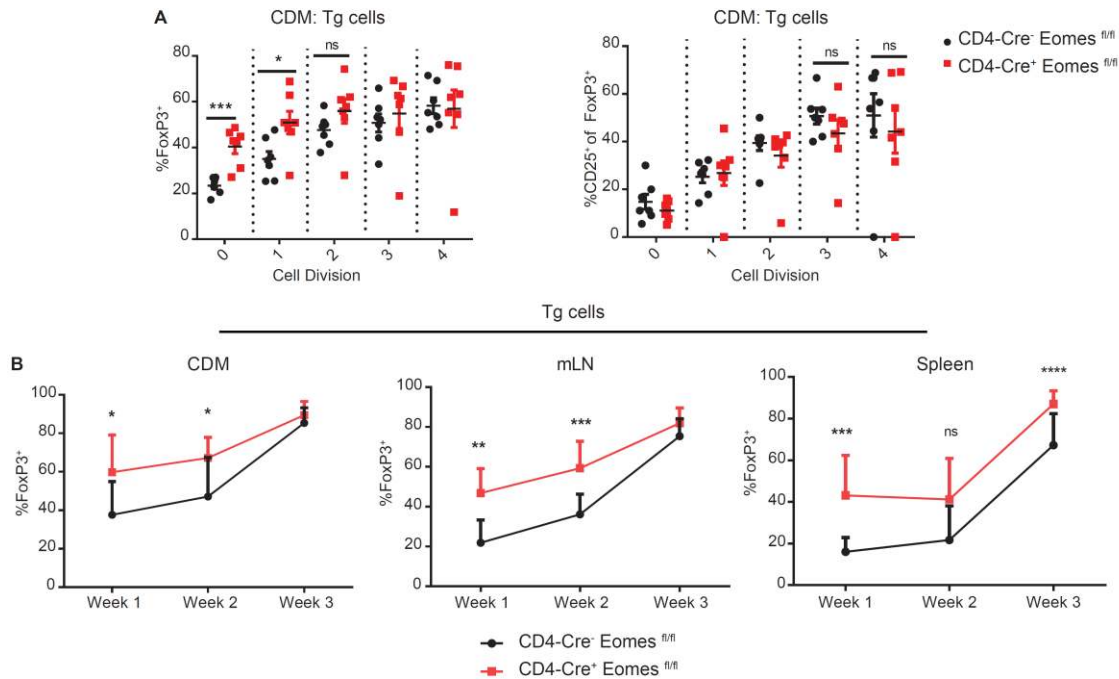 A
CDM: Tg cells
%FoxP3⁺
80
60
40
20
0
***
*
ns
0
1
2
3
4
Cell Division
CDM: Tg cells
%CD25⁺ of FoxP3⁺
80
60
40
20
0
ns
ns
0
1
2
3
4
Cell Division
CD4-Cre⁻ Eomes fl/fl
CD4-Cre⁺ Eomes fl/fl
Tg cells
B
CDM
%FoxP3⁺
100
80
60
40
20
0
*
*
Week 1
Week 2
Week 3
mLN
%FoxP3⁺
100
80
60
40
20
0
**
***
Week 1
Week 2
Week 3
Spleen
%FoxP3⁺
100
80
60
40
20
0
***
ns
****
Week 1
Week 2
Week 3
CD4-Cre⁻ Eomes fl/fl
CD4-Cre⁺ Eomes fl/fl